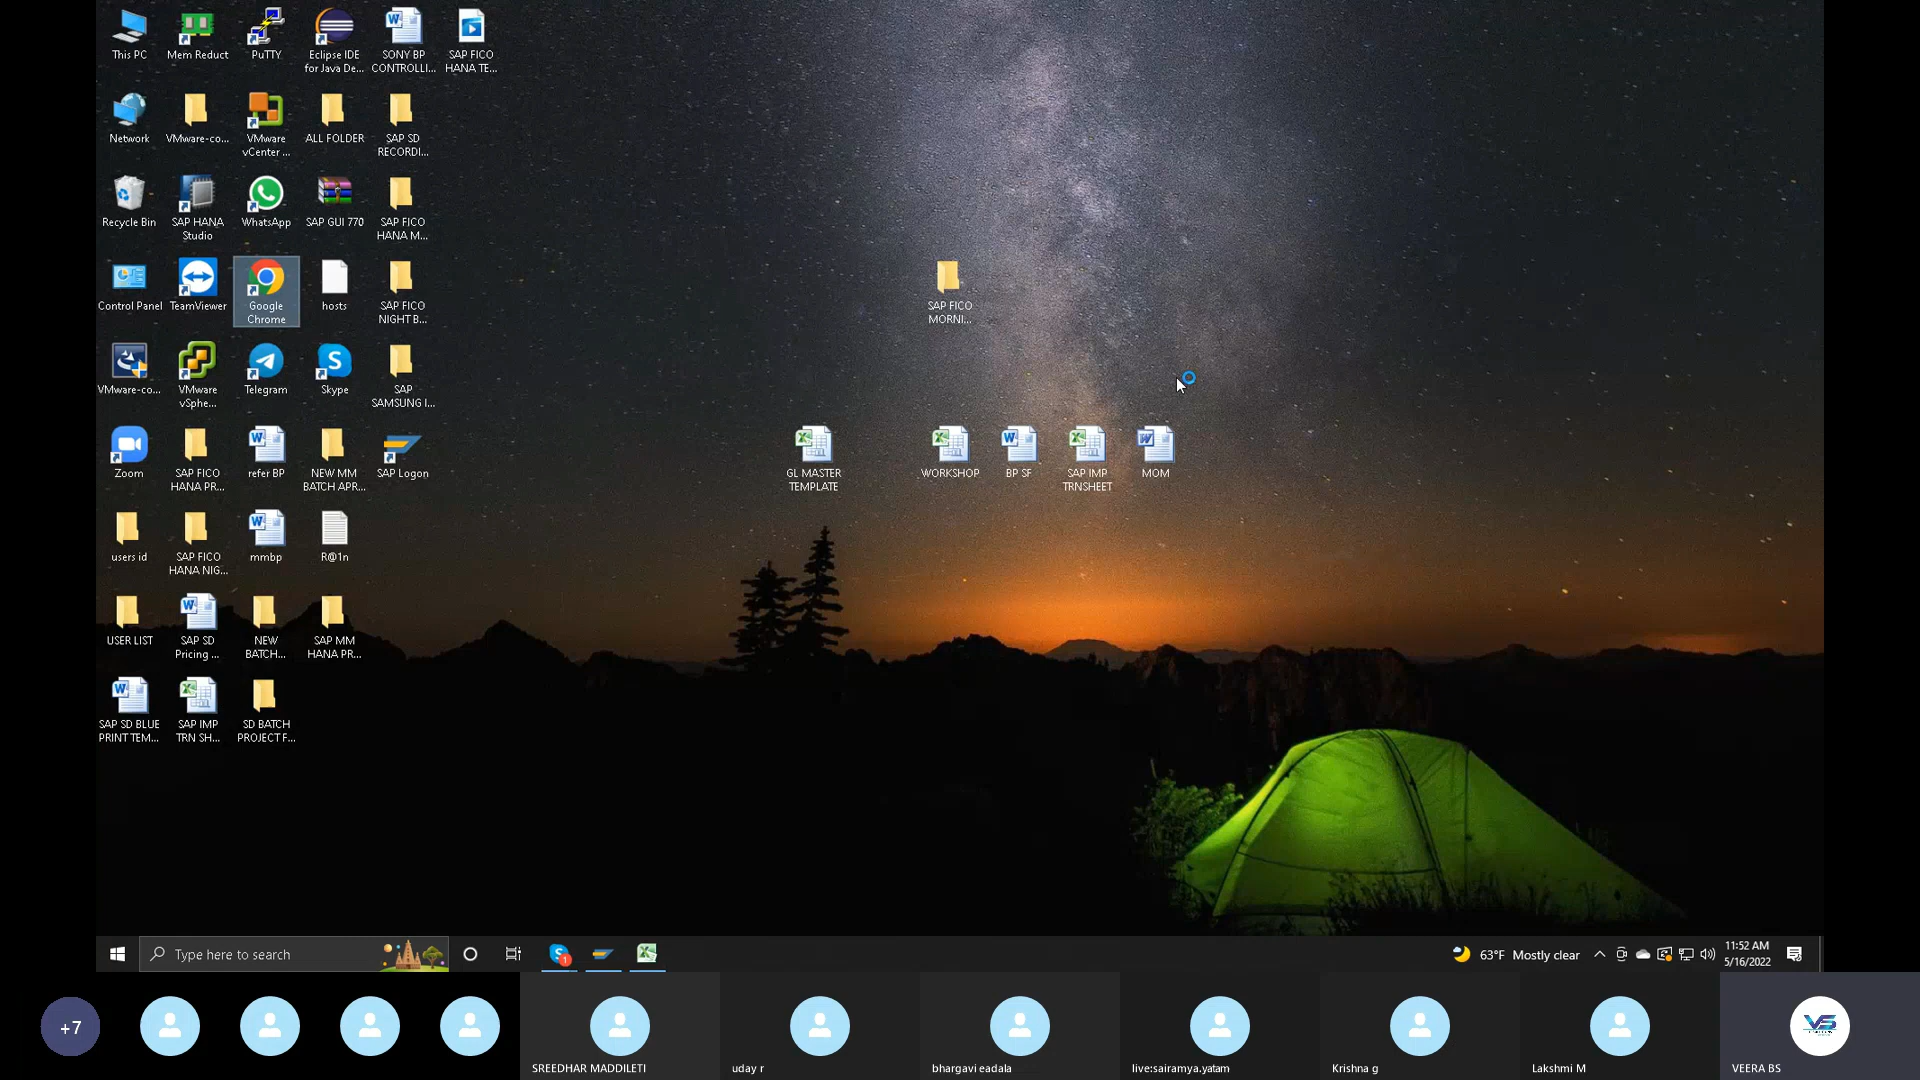 This PC
Mem Reduct
PuTTY
Eclipse IDE
for Java De...
SONY BP
CONTROLLI...
SAP FICO
HANA TE...
Network
VMware-co...
VMware
vCenter ...
ALL FOLDER
SAP SD
RECORDI...
Recycle Bin
SAP HANA
Studio
WhatsApp
SAP GUI 770
SAP FICO
HANA M...
Control Panel
TeamViewer
Google
Chrome
hosts
SAP FICO
NIGHT B...
SAP FICO
MORNI...
VMware-co...
VMware
vSphe...
Telegram
Skype
SAP
SAMSUNG I...
Zoom
SAP FICO
HANA PR...
refer BP
NEW MM
BATCH APR...
SAP Logon
GL MASTER
TEMPLATE
WORKSHOP
BP SF
SAP IMP
TRNSHEET
MOM
users id
SAP FICO
HANA NIG...
mmbp
R@1n
USER LIST
SAP SD
Pricing ...
NEW
BATCH...
SAP MM
HANA PR...
SAP SD BLUE
PRINT TEM...
SAP IMP
TRN SH...
SD BATCH
PROJECT F...
Type here to search
1
63°F Mostly clear
11:52 AM
5/16/2022
+7
SREEDHAR MADDILETI
uday r
bhargavi eadala
live:sairamya.yatam
Krishna g
Lakshmi M
VS
VEERA BS